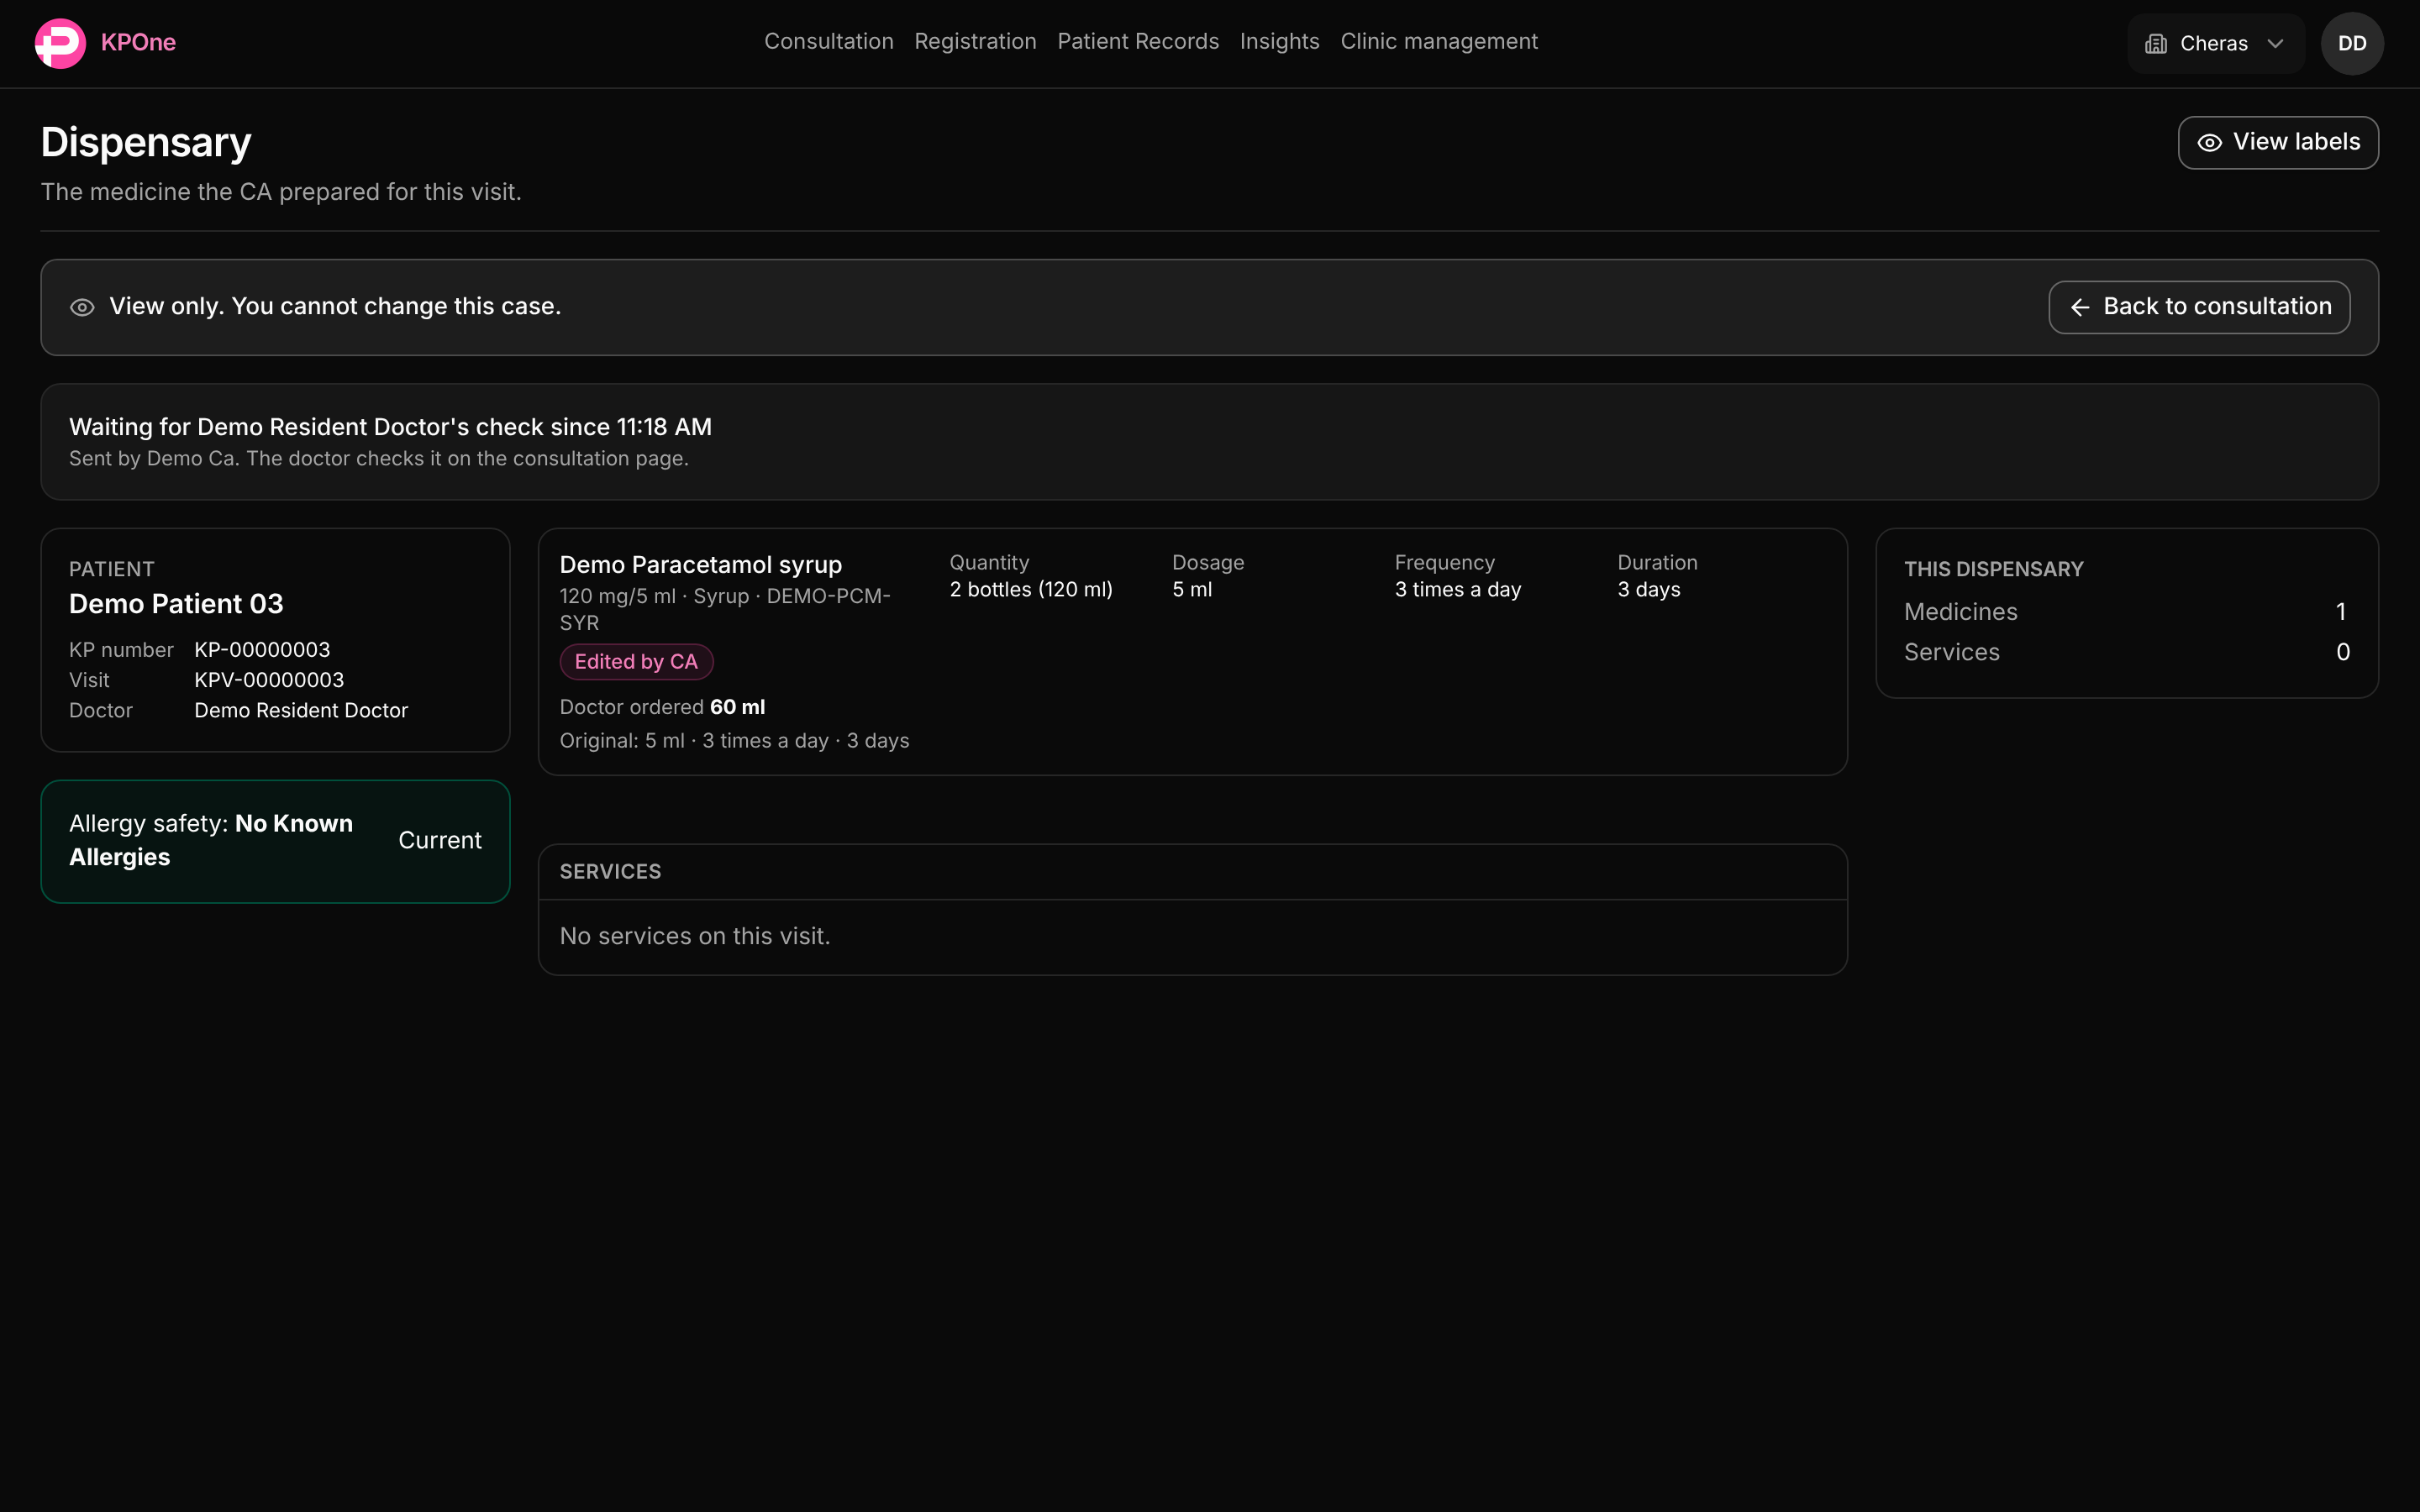 KPOne
Consultation
Registration
Patient Records
Insights
Clinic management
Cheras
DD
Dispensary
The medicine the CA prepared for this visit.
View labels
View only. You cannot change this case.
Back to consultation
Waiting for Demo Resident Doctor's check since 11:18 AM
Sent by Demo Ca. The doctor checks it on the consultation page.
PATIENT
Demo Patient 03
KP number KP-00000003
Visit KPV-00000003
Doctor Demo Resident Doctor
Allergy safety: No Known
Allergies
Current
Demo Paracetamol syrup
120 mg/5 ml · Syrup · DEMO-PCM-
SYR
Edited by CA
Doctor ordered 60 ml
Original: 5 ml · 3 times a day · 3 days
Quantity
2 bottles (120 ml)
Dosage
5 ml
Frequency
3 times a day
Duration
3 days
SERVICES
No services on this visit.
THIS DISPENSARY
Medicines 1
Services 0